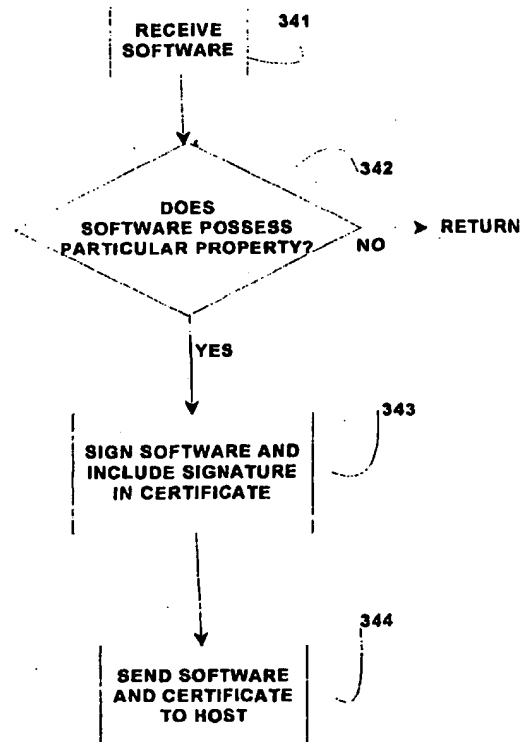 RECEIVE
SOFTWARE
341
342
DOES
SOFTWARE POSSESS
PARTICULAR PROPERTY?
NO
RETURN
YES
343
SIGN SOFTWARE AND
INCLUDE SIGNATURE
IN CERTIFICATE
344
SEND SOFTWARE
AND CERTIFICATE
TO HOST